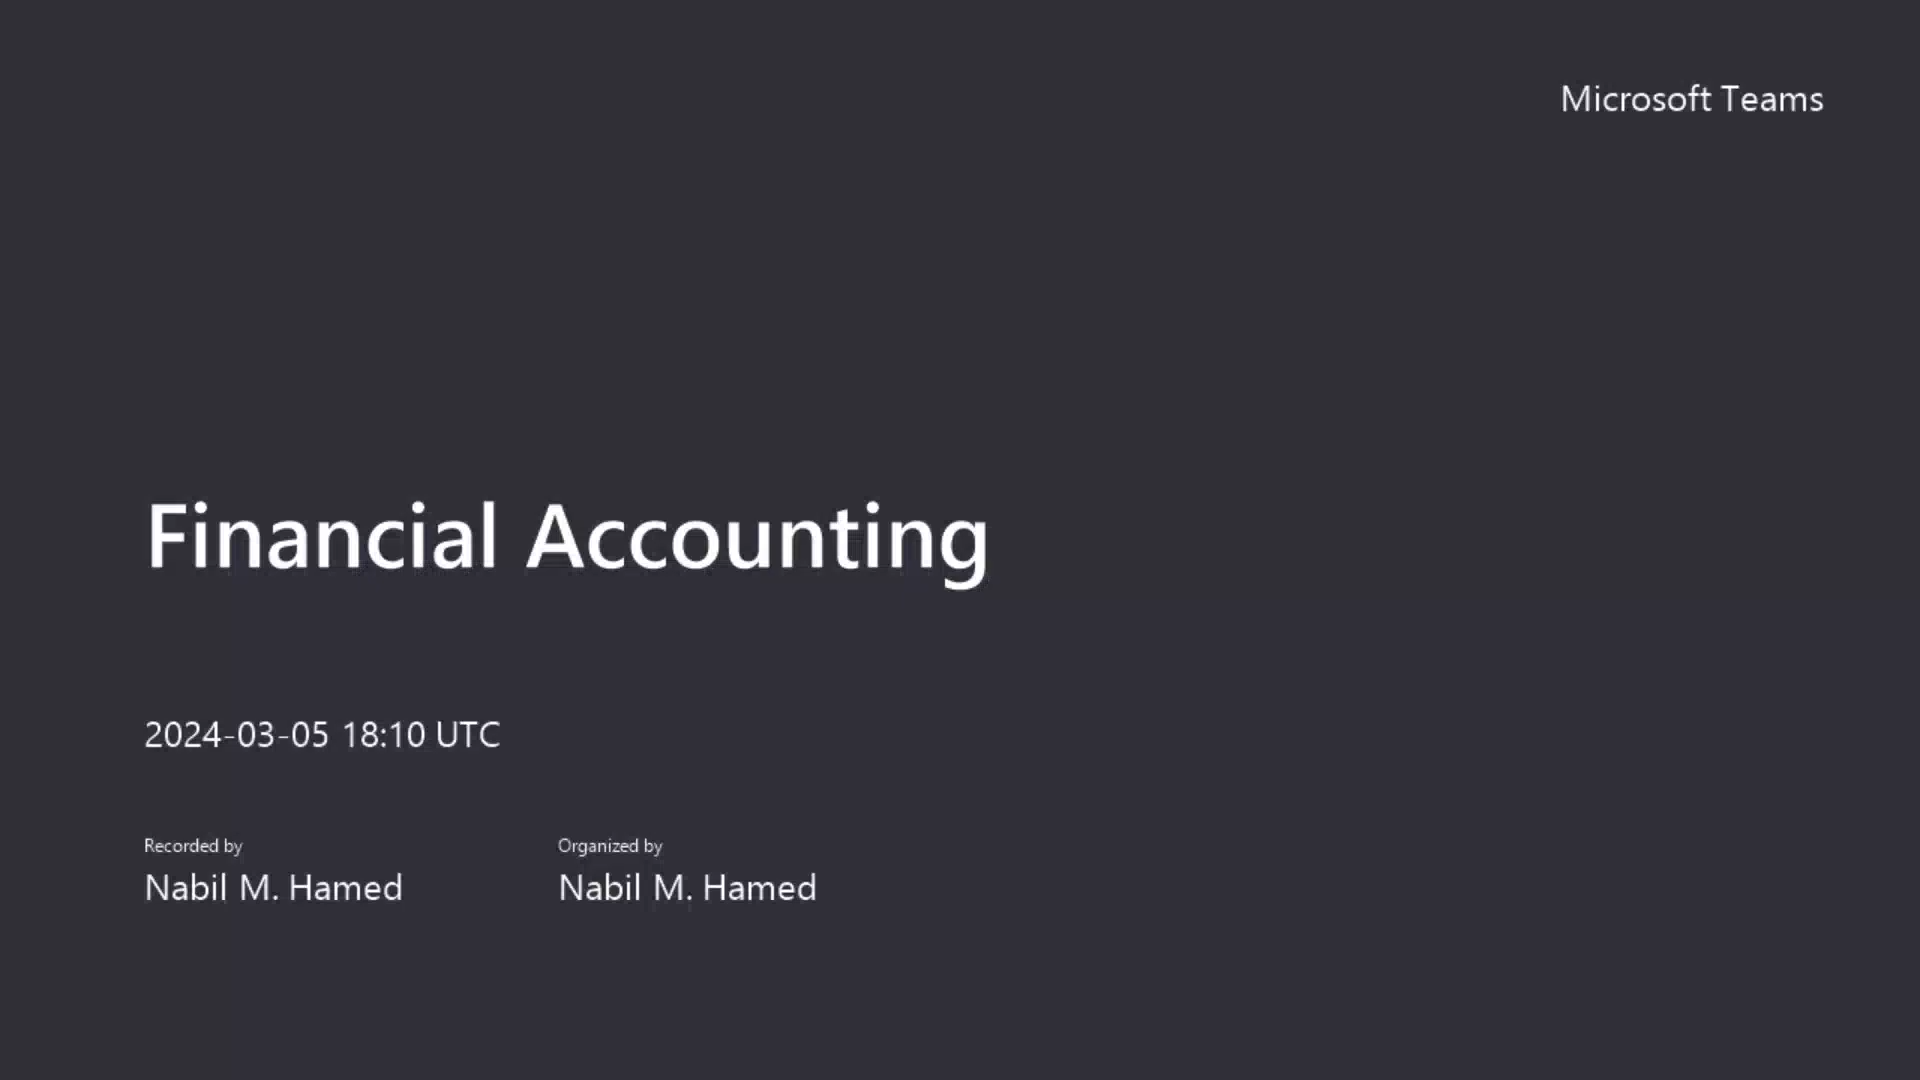 Microsoft Teams
Financial Accounting
2024-03-05 18:10 UTC
Recorded by
Nabil M. Hamed
Organized by
Nabil M. Hamed